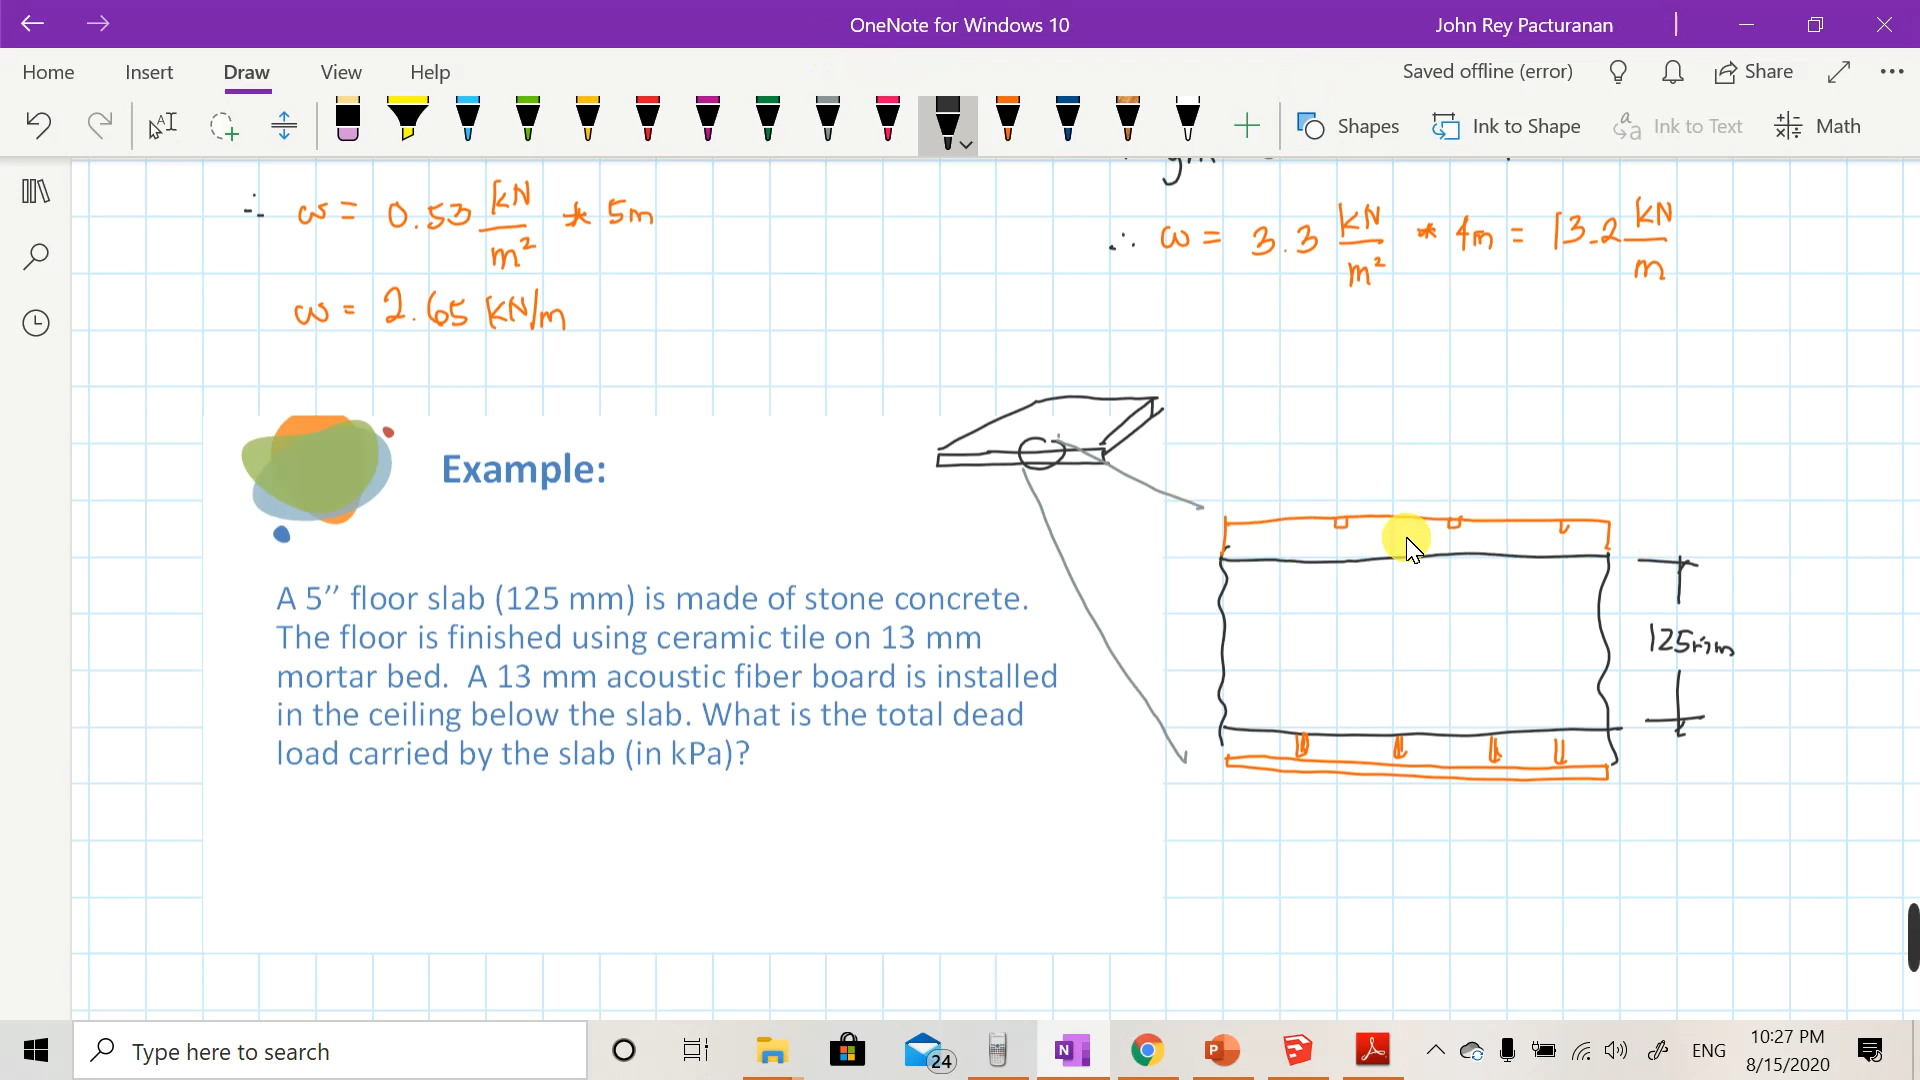 OneNote for Windows 10
John Rey Pacturanan
Home Insert Draw View Help
Saved offline (error) Share
Shapes Ink to Shape Ink to Text Math
∴ ω = 0.53 kN/m² * 5m
ω = 2.65 kN/m
∴ ω = 3.3 kN/m² * 4m = 13.2 kN/m
Example:
A 5’’ floor slab (125 mm) is made of stone concrete.
The floor is finished using ceramic tile on 13 mm
mortar bed. A 13 mm acoustic fiber board is installed
in the ceiling below the slab. What is the total dead
load carried by the slab (in kPa)?
125mm
Type here to search
24
ENG
10:27 PM
8/15/2020